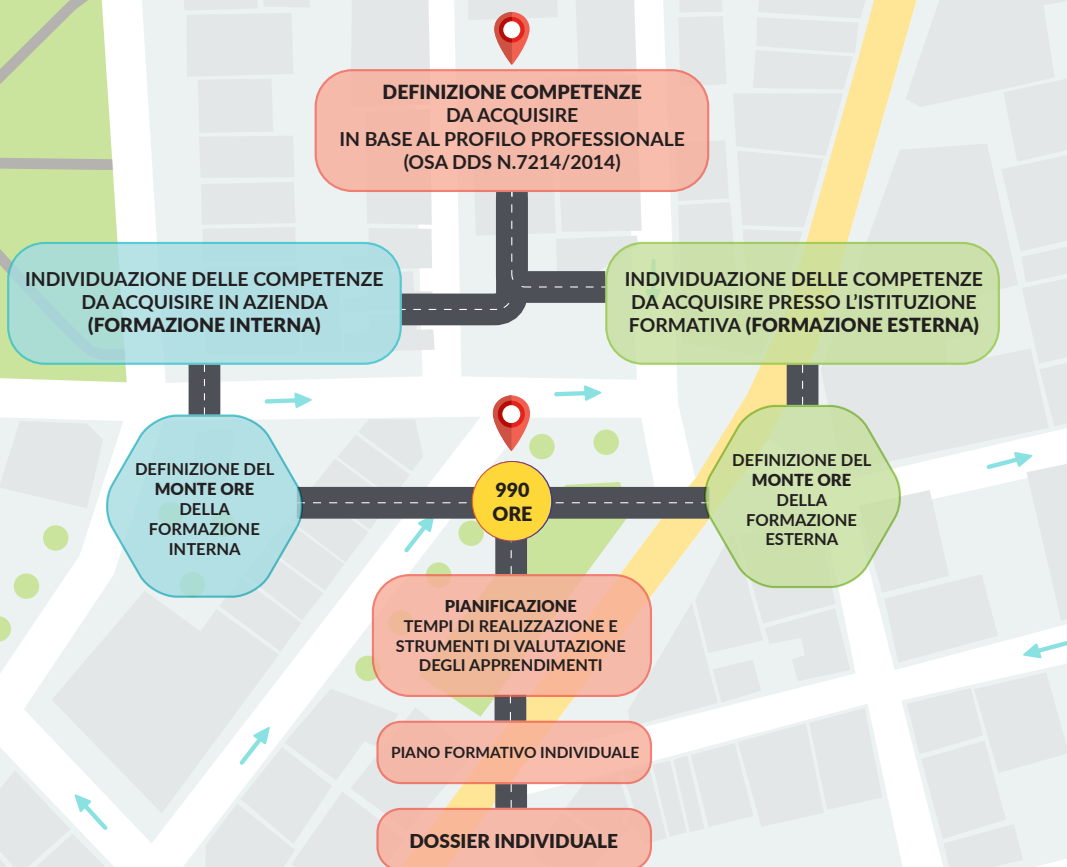 DEFINIZIONE COMPETENZE
DA ACQUISIRE
IN BASE AL PROFILO PROFESSIONALE
(OSA DDS N.7214/2014)
INDIVIDUAZIONE DELLE COMPETENZE
DA ACQUISIRE IN AZIENDA
(FORMAZIONE INTERNA)
INDIVIDUAZIONE DELLE COMPETENZE
DA ACQUISIRE PRESSO L'ISTITUZIONE
FORMATIVA (FORMAZIONE ESTERNA)
DEFINIZIONE DEL
MONTE ORE
DELLA
FORMAZIONE
INTERNA
990
ORE
DEFINIZIONE DEL
MONTE ORE
DELLA
FORMAZIONE
ESTERNA
PIANIFICAZIONE
TEMPI DI REALIZZAZIONE E
STRUMENTI DI VALUTAZIONE
DEGLI APPRENDIMENTI
PIANO FORMATIVO INDIVIDUALE
DOSSIER INDIVIDUALE